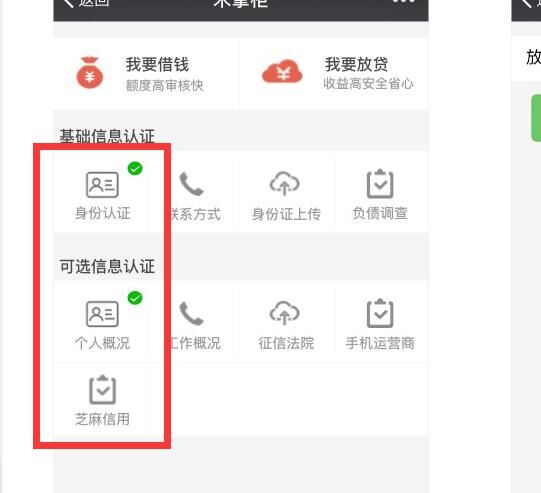 返回
米掌柜
我要借钱
额度高审核快
我要放贷
收益高安全省心
基础信息认证
身份认证
联系方式
身份证上传
负债调查
可选信息认证
个人概况
工作概况
征信法院
手机运营商
芝麻信用
放